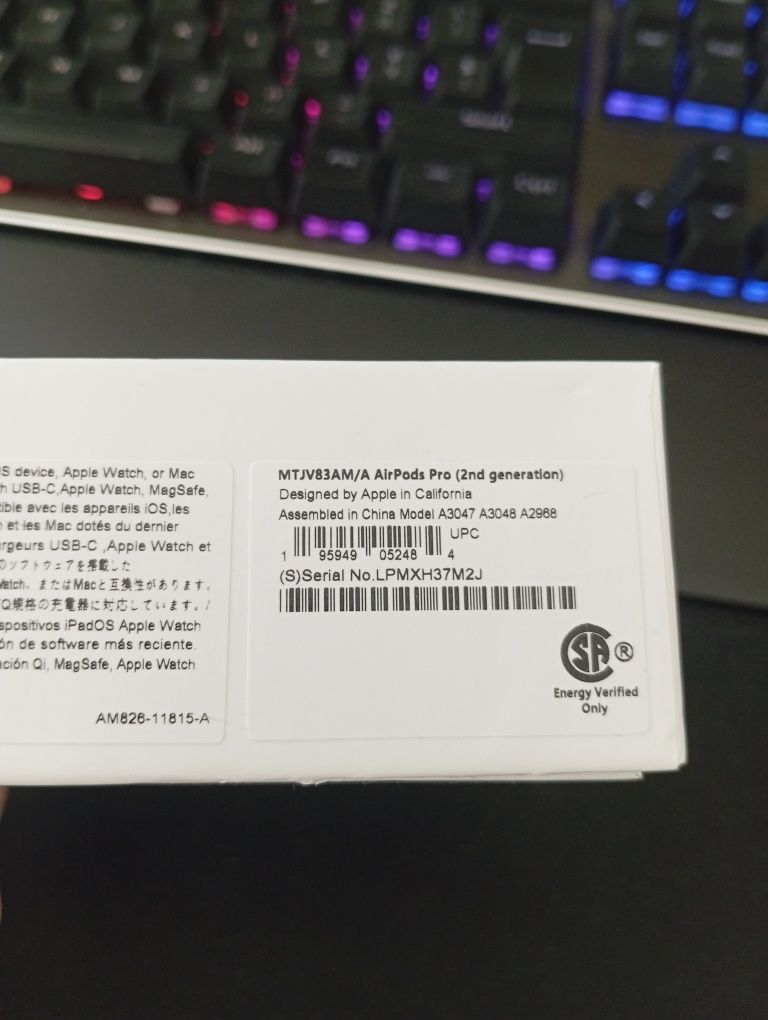 S device, Apple Watch, or Mac
h USB-C,Apple Watch, MagSafe,
tible avec les appareils iOS,les
n et les Mac dotés du dernier
urgeurs USB-C ,Apple Watch et
のソフトウェアを搭載した
Watch、またはMacと互換性があります。
Q規格の充電器に対応しています。/
spositivos iPadOS Apple Watch
ón de software más reciente.
ación Qi, MagSafe, Apple Watch
AM826-11815-A
MTJV83AM/A AirPods Pro (2nd generation)
Designed by Apple in California
Assembled in China Model A3047 A3048 A2968
UPC
1 95949 05248 4
(S)Serial No.LPMXH37M2J
SA ®
Energy Verified
Only